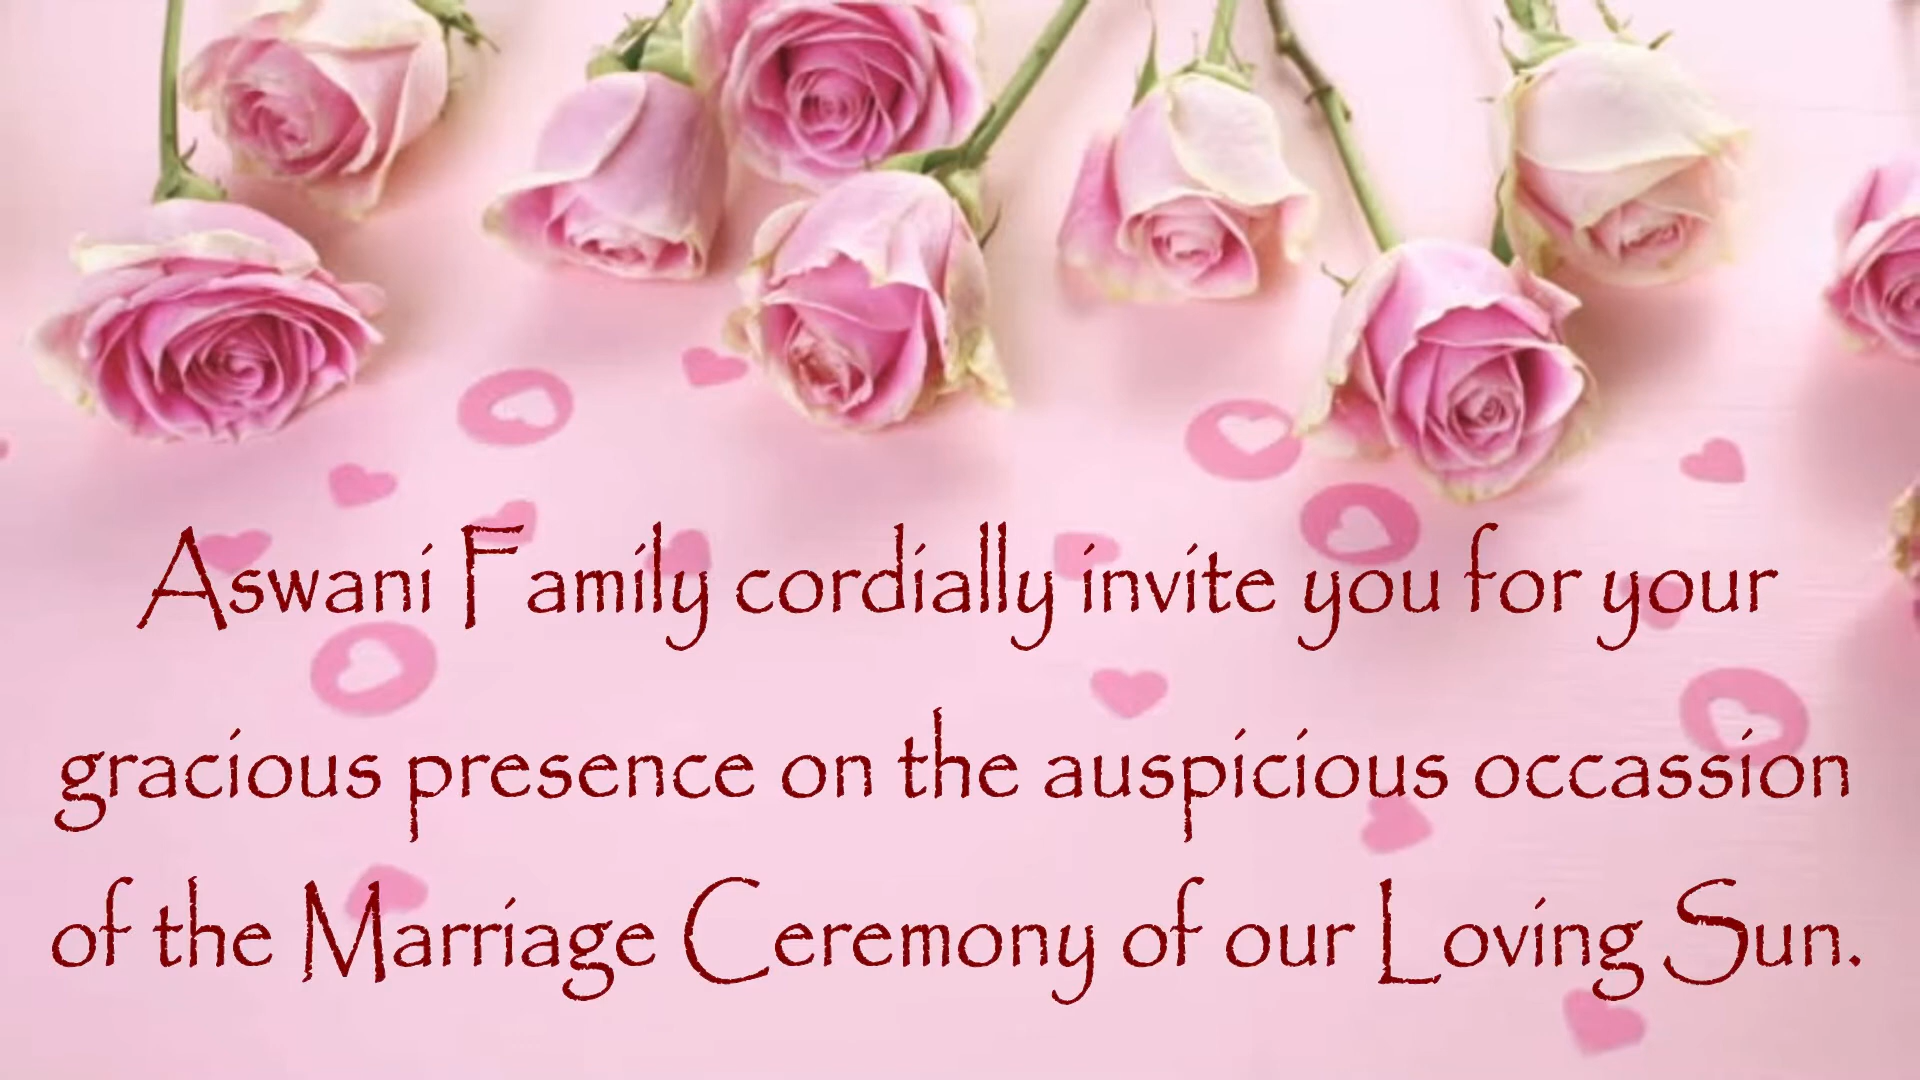 Aswani Family cordially invite you for your
gracious presence on the auspicious occassion
of the Marriage Ceremony of our Loving Sun.